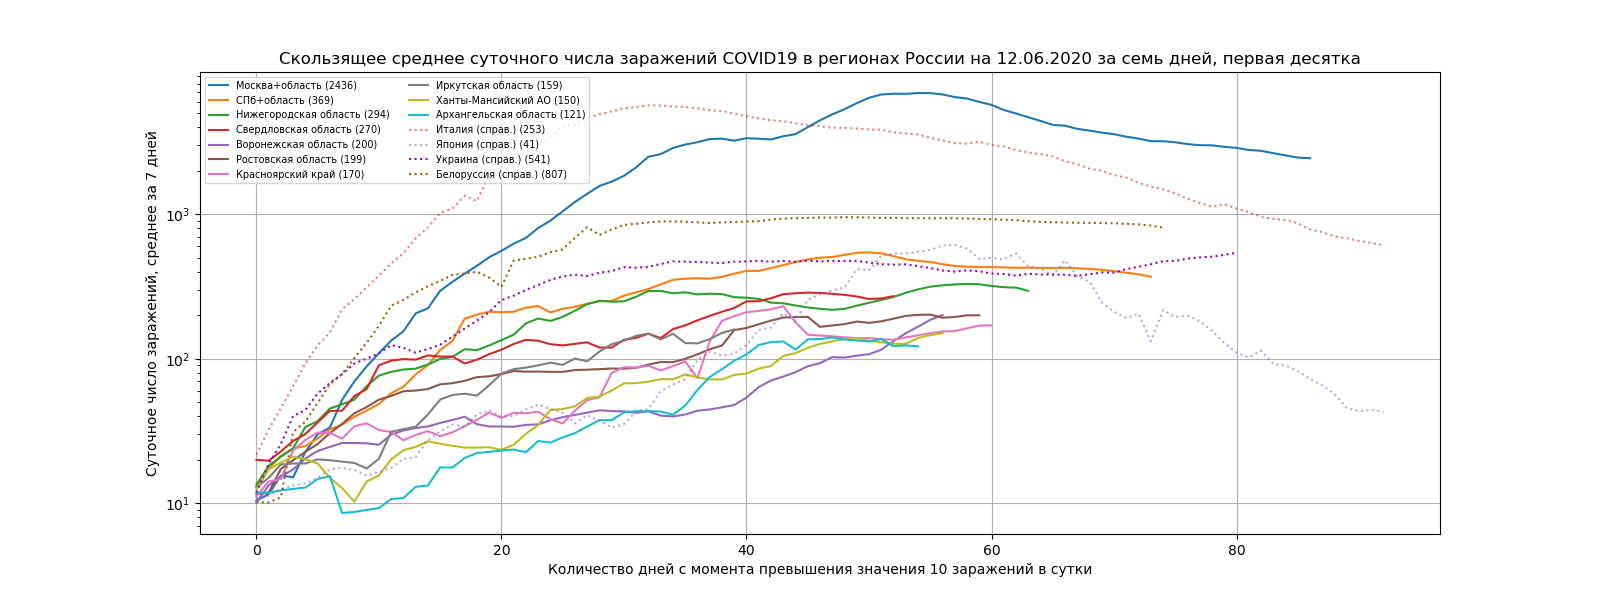 Скользящее среднее суточного числа заражений COVID19 в регионах России на 12.06.2020 за семь дней, первая десятка
Москва+область (2436)
СПб+область (369)
Нижегородская область (294)
Свердловская область (270)
Воронежская область (200)
Ростовская область (199)
Красноярский край (170)
Иркутская область (159)
Ханты-Мансийский АО (150)
Архангельская область (121)
Италия (справ.) (253)
Япония (справ.) (41)
Украина (справ.) (541)
Белоруссия (справ.) (807)
Суточное число заражений, среднее за 7 дней
10³
10²
10¹
0 20 40 60 80
Количество дней с момента превышения значения 10 заражений в сутки